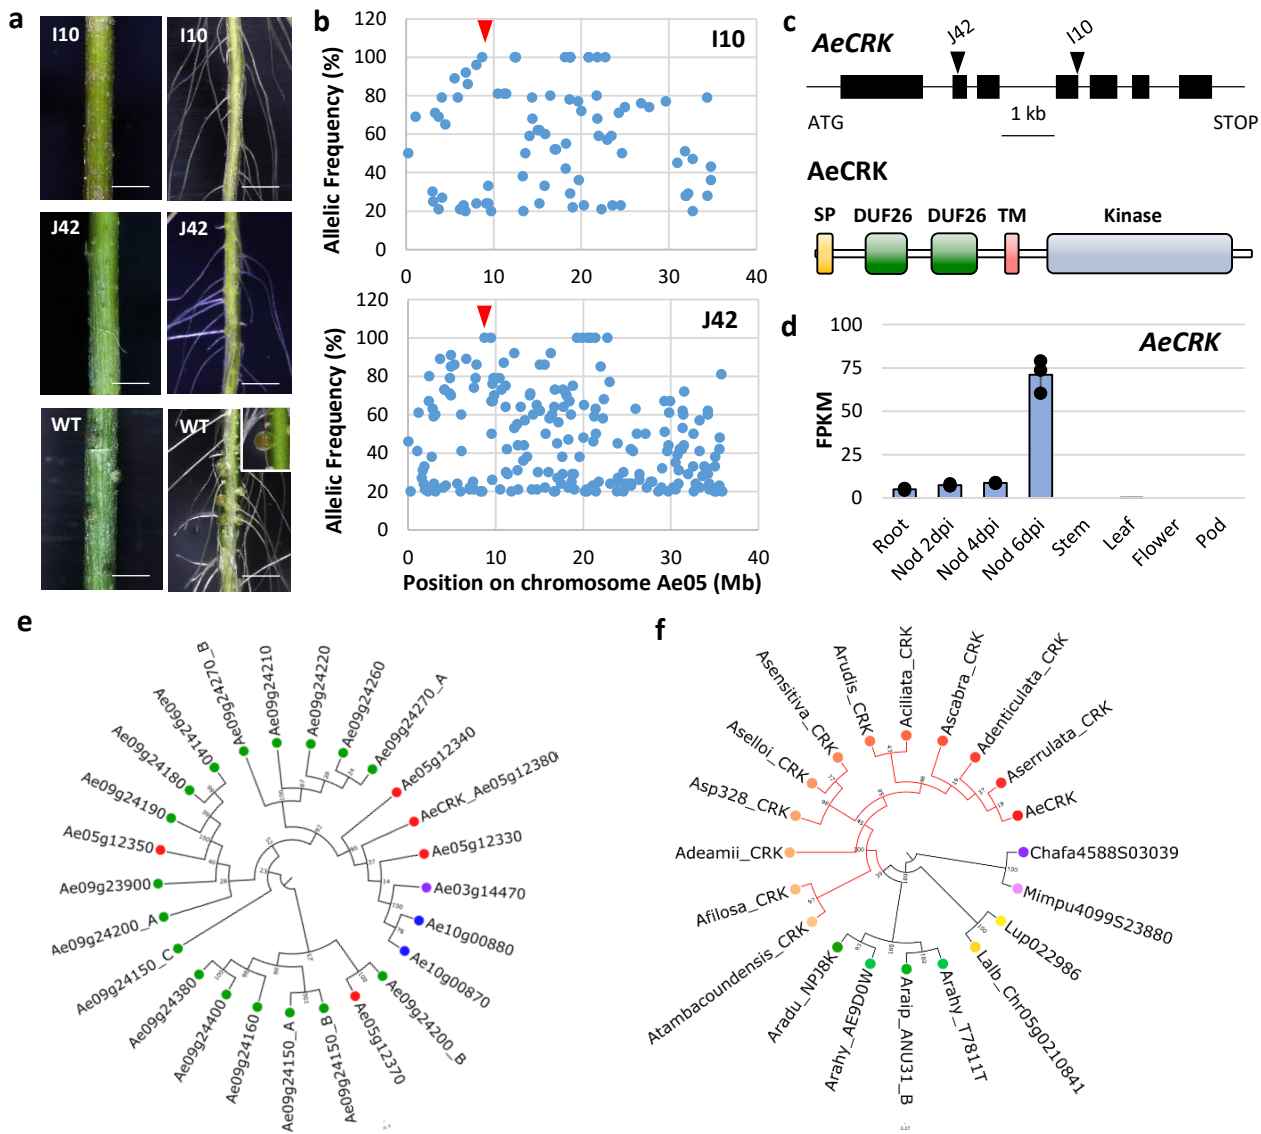 a
I10
I10
J42
J42
WT
WT
b
I10
Allelic Frequency (%)
120
100
80
60
40
20
0
0 10 20 30 40
J42
Allelic Frequency (%)
120
100
80
60
40
20
0
0 10 20 30 40
Position on chromosome Ae05 (Mb)
c
AeCRK
J42
I10
1 kb
ATG
STOP
AeCRK
SP DUF26 DUF26 TM Kinase
d
AeCRK
FPKM
100
75
50
25
0
Root
Nod 2dpi
Nod 4dpi
Nod 6dpi
Stem
Leaf
Flower
Pod
e
Ae09g24270_B
Ae09g24210
Ae09g24220
Ae09g24260
Ae09g24270_A
Ae05g12340
AeCRK_Ae05g12380
Ae05g12330
Ae03g14470
Ae10g00880
Ae10g00870
Ae09g24200_B
Ae05g12370
Ae09g24150_B
Ae09g24150_A
Ae09g24160
Ae09g24400
Ae09g24380
Ae09g24150_C
Ae09g24200_A
Ae09g23900
Ae05g12350
Ae09g24190
Ae09g24180
Ae09g24140
f
Asensitiva_CRK
Arudis_CRK
Aciliata_CRK
Ascabra_CRK
Adenticulata_CRK
Aserrulata_CRK
AeCRK
Chafa4588S03039
Mimpu4099S23880
Lup022986
Lalb_Chr05g0210841
Arahy_T7811T
Araip_ANU31_B
Arahy_AE9D0W
Aradu_NPJ8K
Atambacoundensis_CRK
Afilosa_CRK
Adeamii_CRK
Asp328_CRK
Aselloi_CRK